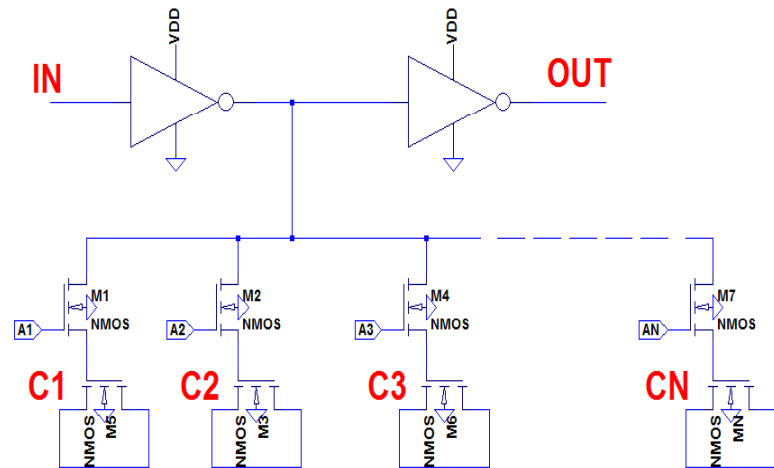 VDD
VDD
IN
OUT
M1
M2
M4
M7
A1
NMOS
A2
NMOS
A3
NMOS
AN
NMOS
C1
C2
C3
CN
NMOS
M5
NMOS
M3
NMOS
M6
NMOS
MN